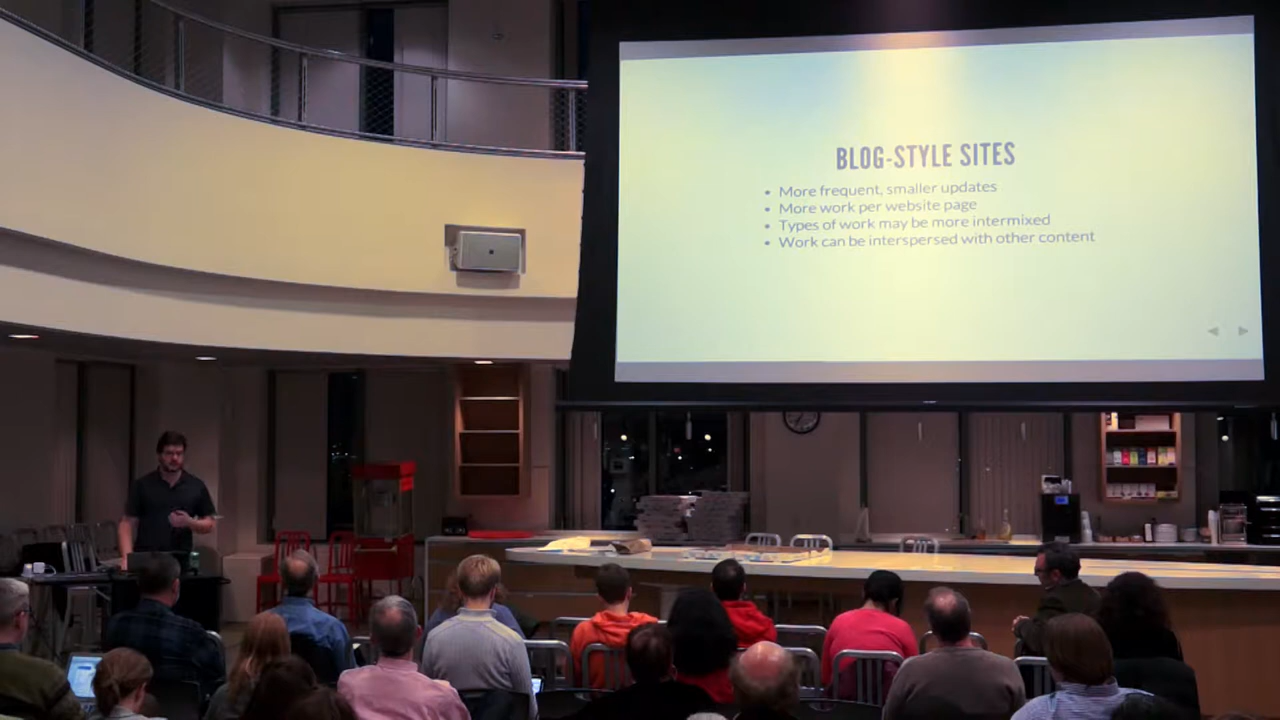 BLOG-STYLE SITES
• More frequent, smaller updates
• More work per website page
• Types of work may be more intermixed
• Work can be interspersed with other content